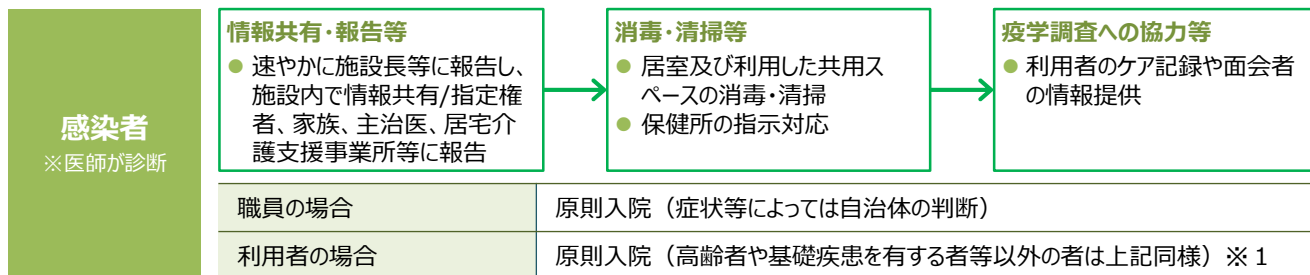 感染者
※医師が診断
情報共有・報告等
● 速やかに施設長等に報告し、
施設内で情報共有/指定権
者、家族、主治医、居宅介
護支援事業所等に報告
消毒・清掃等
● 居室及び利用した共用ス
ペースの消毒・清掃
● 保健所の指示対応
疫学調査への協力等
● 利用者のケア記録や面会者
の情報提供
職員の場合 原則入院（症状等によっては自治体の判断）
利用者の場合 原則入院（高齢者や基礎疾患を有する者等以外の者は上記同様）※１